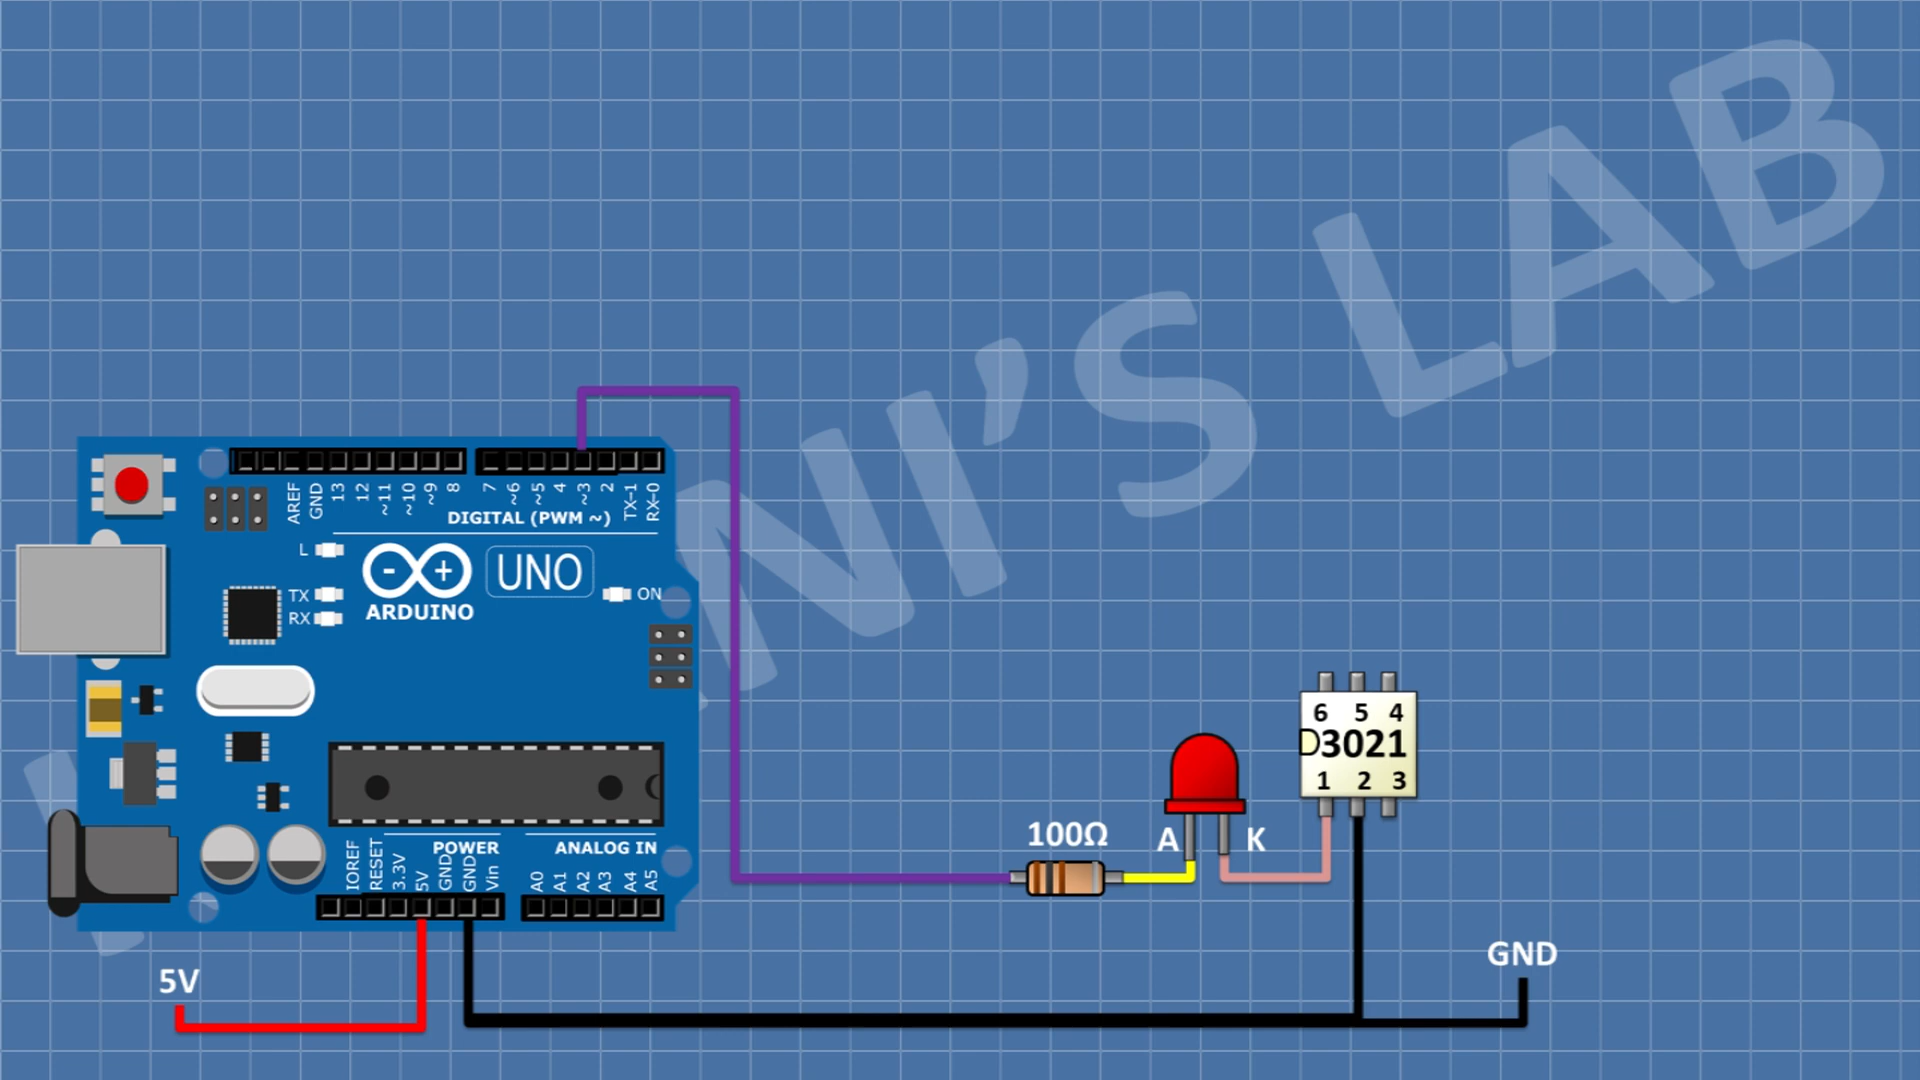 NI'S LAB
AREF
GND
13
12
~11
~10
~9
8
7
~6
~5
4
~3
2
TX-1
RX-0
DIGITAL (PWM ~)
L
- +
UNO
TX
RX
ARDUINO
ON
6 5 4
3021
1 2 3
IOREF
RESET
3.3V
5V
GND
GND
Vin
POWER
ANALOG IN
A0
A1
A2
A3
A4
A5
100Ω
A
K
5V
GND